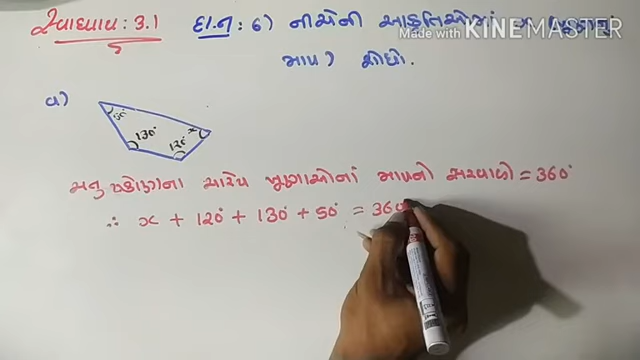 સ્વાધ્યાય : 3.1 દા.ન : 6) નીચેની આકૃતિઓમાં x
Made with KINEMASTER
માપ શોધો.
a)
50°
130° x
120°
ચતુષ્કોણના ચારેય ખૂણાઓનાં માપનો સરવાળો = 360°
∴ x + 120° + 130° + 50° = 360